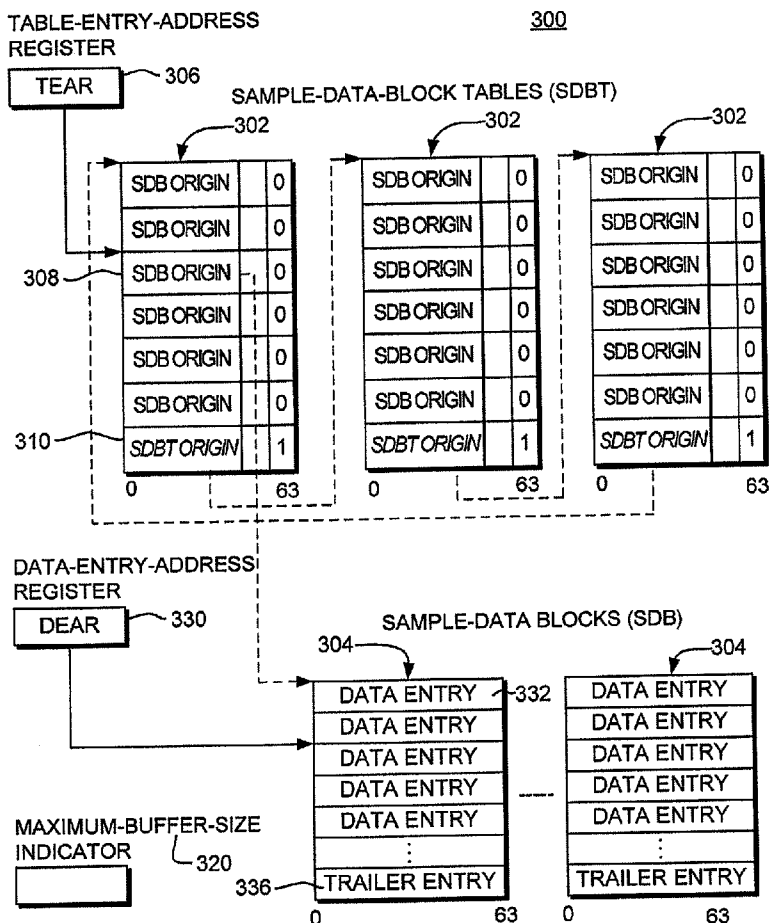 300
TABLE-ENTRY-ADDRESS
REGISTER
TEAR
306
SAMPLE-DATA-BLOCK TABLES (SDBT)
302
302
302
SDB ORIGIN 0
SDB ORIGIN 0
SDB ORIGIN 0
SDB ORIGIN 0
SDB ORIGIN 0
SDB ORIGIN 0
SDBT ORIGIN 1
0 63
308
310
SDB ORIGIN 0
SDB ORIGIN 0
SDB ORIGIN 0
SDB ORIGIN 0
SDB ORIGIN 0
SDB ORIGIN 0
SDBT ORIGIN 1
0 63
SDB ORIGIN 0
SDB ORIGIN 0
SDB ORIGIN 0
SDB ORIGIN 0
SDB ORIGIN 0
SDB ORIGIN 0
SDBT ORIGIN 1
0 63
DATA-ENTRY-ADDRESS
REGISTER
DEAR
330
SAMPLE-DATA BLOCKS (SDB)
304
304
DATA ENTRY
332
DATA ENTRY
DATA ENTRY
DATA ENTRY
DATA ENTRY
⋮
TRAILER ENTRY
336
0 63
DATA ENTRY
DATA ENTRY
DATA ENTRY
DATA ENTRY
DATA ENTRY
⋮
TRAILER ENTRY
0 63
MAXIMUM-BUFFER-SIZE
INDICATOR
320